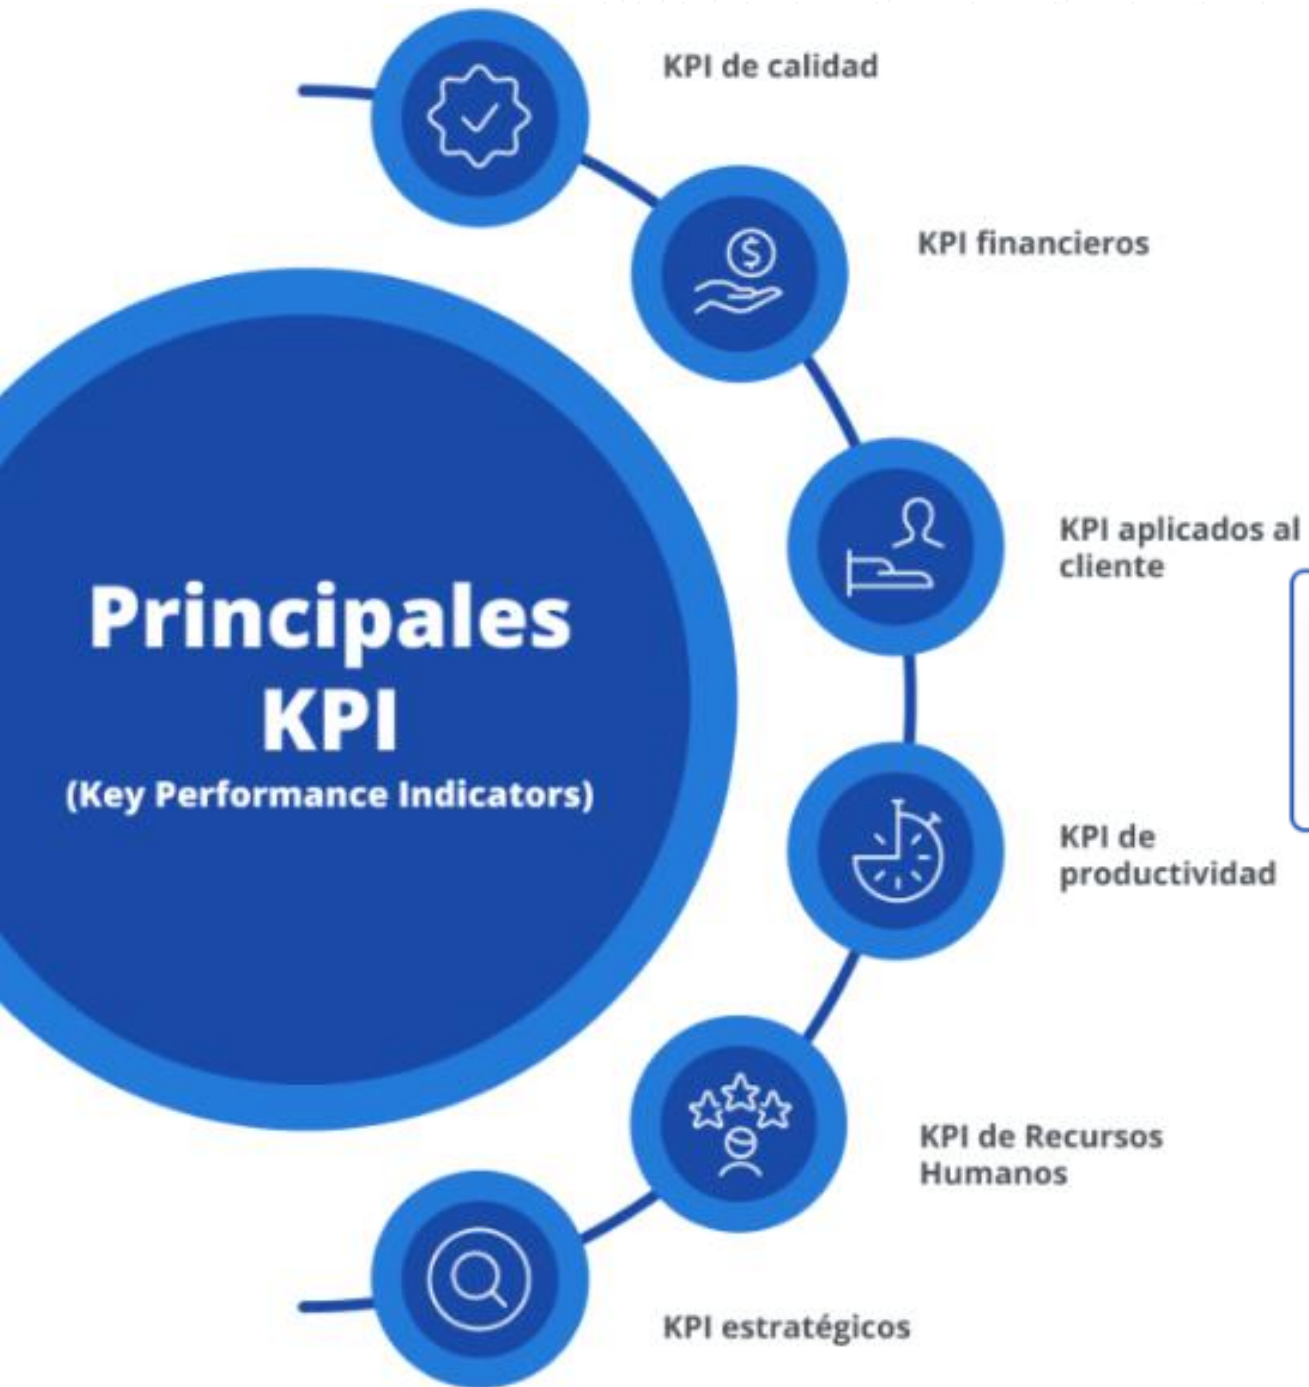 KPI de calidad
KPI financieros
KPI aplicados al
cliente
Principales
KPI
(Key Performance Indicators)
KPI de
productividad
KPI de Recursos
Humanos
KPI estratégicos